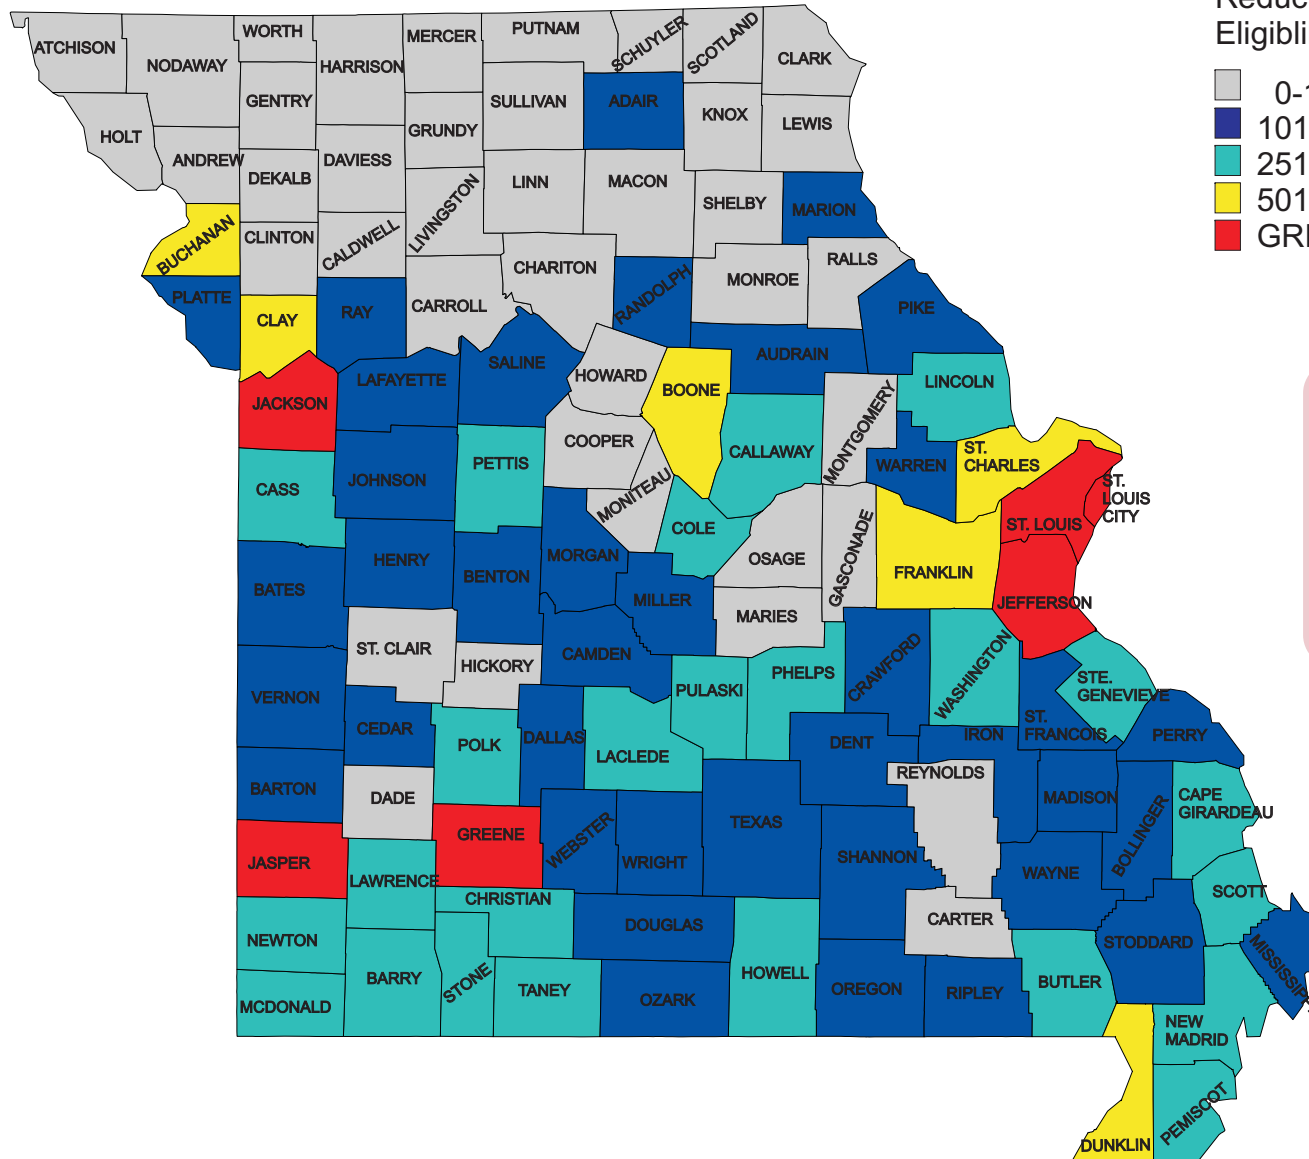 Reduc
Eligibli
0-1
101
251
501
GRE
ATCHISON
NODAWAY
WORTH
HARRISON
MERCER
PUTNAM
SCHUYLER
SCOTLAND
CLARK
GENTRY
SULLIVAN
ADAIR
KNOX
LEWIS
HOLT
ANDREW
DEKALB
DAVIESS
GRUNDY
LIVINGSTON
LINN
MACON
SHELBY
MARION
BUCHANAN
CLINTON
CALDWELL
CHARITON
RANDOLPH
MONROE
RALLS
PLATTE
CLAY
RAY
CARROLL
PIKE
SALINE
HOWARD
BOONE
AUDRAIN
JACKSON
LAFAYETTE
LINCOLN
COOPER
CALLAWAY
MONTGOMERY
WARREN
ST.
CHARLES
CASS
JOHNSON
PETTIS
MONITEAU
COLE
ST. LOUIS
ST.
LOUIS
CITY
OSAGE
GASCONADE
FRANKLIN
JEFFERSON
BATES
HENRY
BENTON
MORGAN
MILLER
MARIES
ST. CLAIR
HICKORY
CAMDEN
PULASKI
PHELPS
CRAWFORD
WASHINGTON
STE.
GENEVIEVE
VERNON
CEDAR
POLK
DALLAS
LACLEDE
DENT
IRON
ST.
FRANCOIS
PERRY
BARTON
DADE
GREENE
WEBSTER
WRIGHT
TEXAS
REYNOLDS
MADISON
BOLLINGER
CAPE
GIRARDEAU
JASPER
LAWRENCE
CHRISTIAN
SHANNON
WAYNE
SCOTT
NEWTON
DOUGLAS
CARTER
STODDARD
MCDONALD
BARRY
STONE
TANEY
OZARK
HOWELL
OREGON
RIPLEY
BUTLER
MISSISSIP
NEW
MADRID
DUNKLIN
PEMISCOT